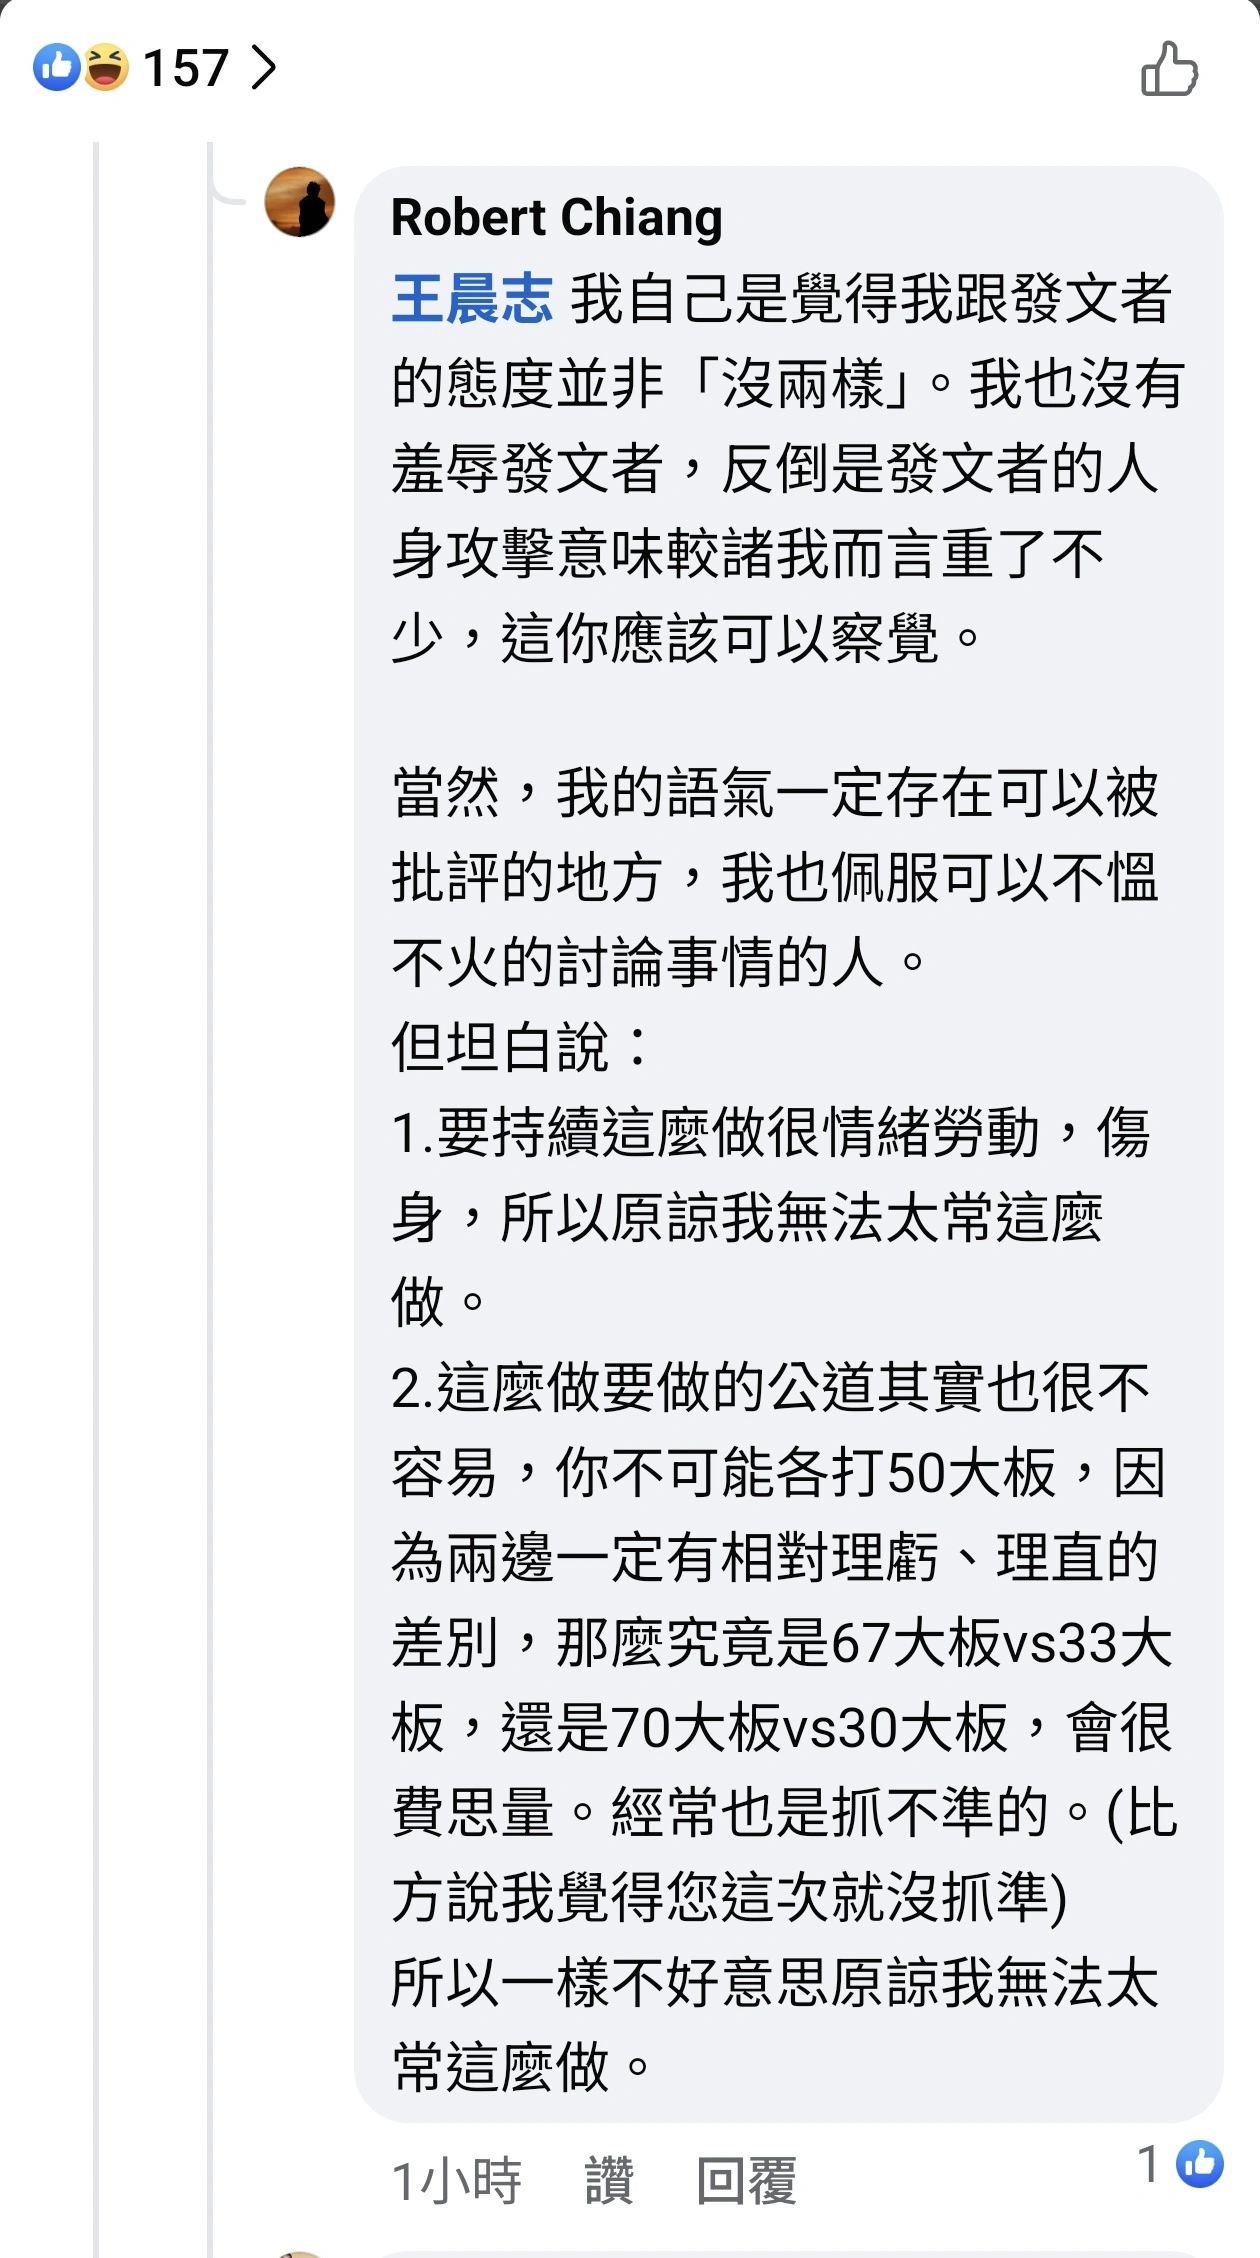 157
Robert Chiang
王晨志 我自己是覺得我跟發文者
的態度並非「沒兩樣」。我也沒有
羞辱發文者，反倒是發文者的人
身攻擊意味較諸我而言重了不
少，這你應該可以察覺。
當然，我的語氣一定存在可以被
批評的地方，我也佩服可以不慍
不火的討論事情的人。
但坦白說：
1.要持續這麼做很情緒勞動，傷
身，所以原諒我無法太常這麼
做。
2.這麼做要做的公道其實也很不
容易，你不可能各打50大板，因
為兩邊一定有相對理虧、理直的
差別，那麼究竟是67大板vs33大
板，還是70大板vs30大板，會很
費思量。經常也是抓不準的。(比
方說我覺得您這次就沒抓準)
所以一樣不好意思原諒我無法太
常這麼做。
1小時 讚 回覆 1